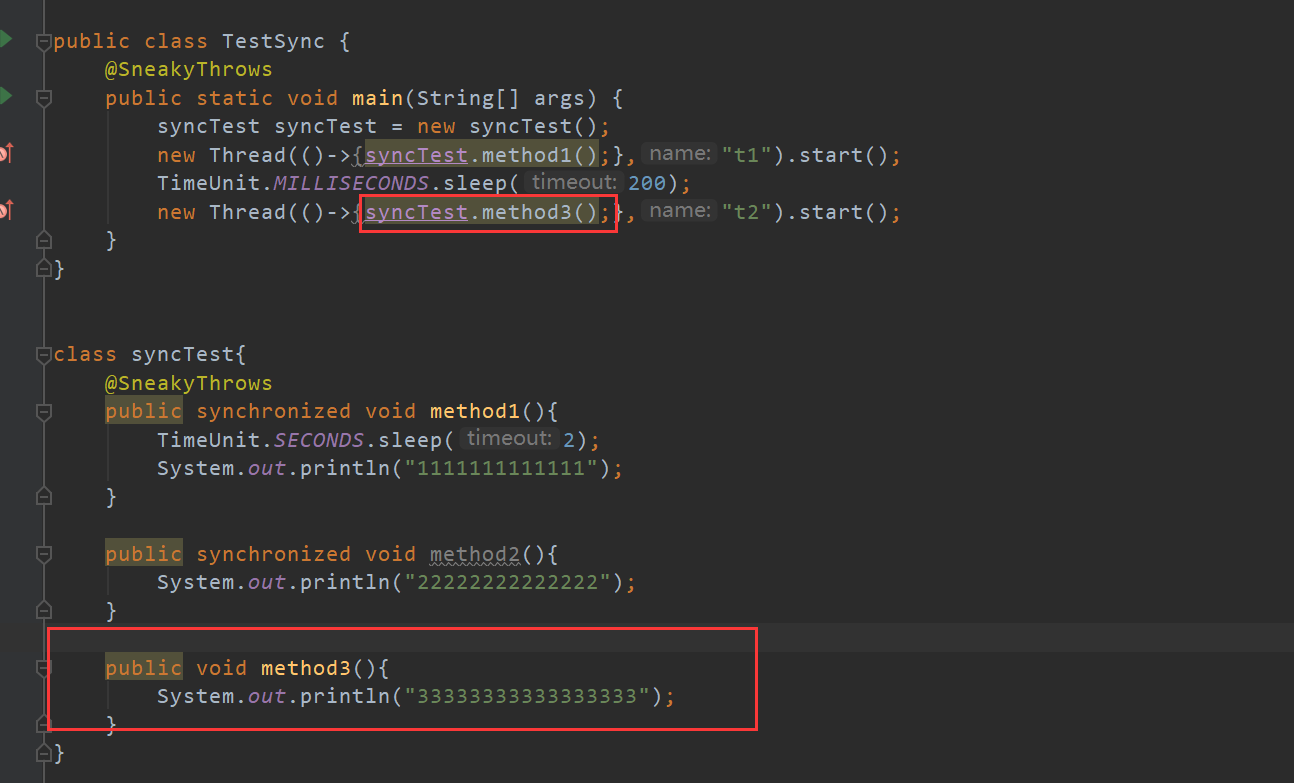 public class TestSync {
@SneakyThrows
public static void main(String[] args) {
syncTest syncTest = new syncTest();
new Thread(()->{syncTest.method1();}, name: "t1").start();
TimeUnit.MILLISECONDS.sleep( timeout: 200);
new Thread(()->{syncTest.method3();}, name: "t2").start();
}
}
class syncTest{
@SneakyThrows
public synchronized void method1(){
TimeUnit.SECONDS.sleep( timeout: 2);
System.out.println("1111111111111");
}
public synchronized void method2(){
System.out.println("22222222222222");
}
public void method3(){
System.out.println("33333333333333333");
}
}